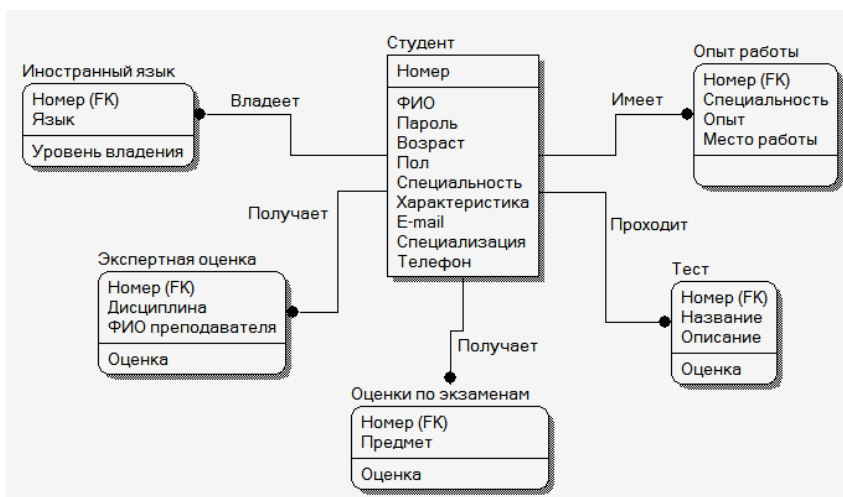 Студент
Номер
ФИО
Пароль
Возраст
Пол
Специальность
Характеристика
E-mail
Специализация
Телефон
Иностранный язык
Номер (FK)
Язык
Уровень владения
Владеет
Опыт работы
Номер (FK)
Специальность
Опыт
Место работы
Имеет
Экспертная оценка
Номер (FK)
Дисциплина
ФИО преподавателя
Оценка
Получает
Тест
Номер (FK)
Название
Описание
Оценка
Проходит
Оценки по экзаменам
Номер (FK)
Предмет
Оценка
Получает